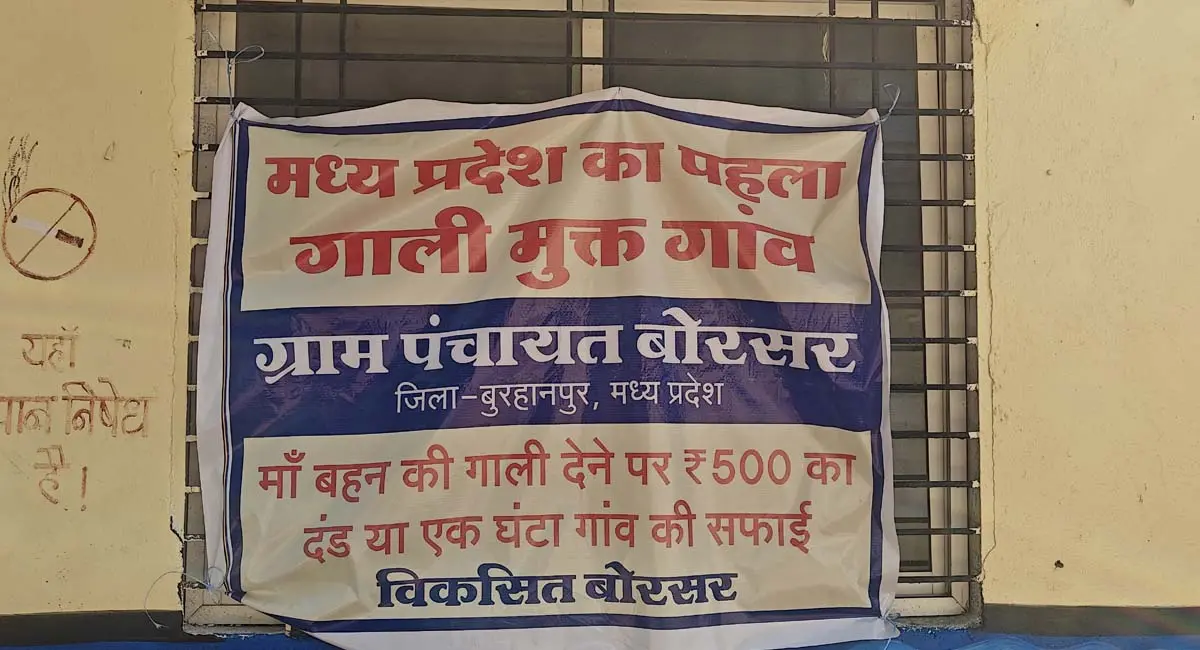 मध्य प्रदेश का पहला
गाली मुक्त गांव
ग्राम पंचायत बोरसर
जिला-बुरहानपुर, मध्य प्रदेश
माँ बहन की गाली देने पर ₹500 का
दंड या एक घंटा गांव की सफाई
विकसित बोरसर
यहाँ
पान निषेध
है।